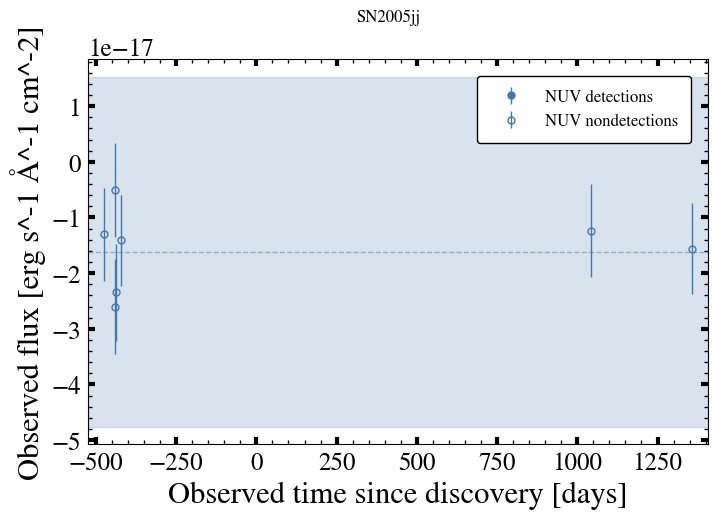 SN2005jj
1e−17
NUV detections
NUV nondetections
1
0
−1
−2
−3
−4
−5
Observed flux [erg s^-1 Å^-1 cm^-2]
−500 −250 0 250 500 750 1000 1250
Observed time since discovery [days]